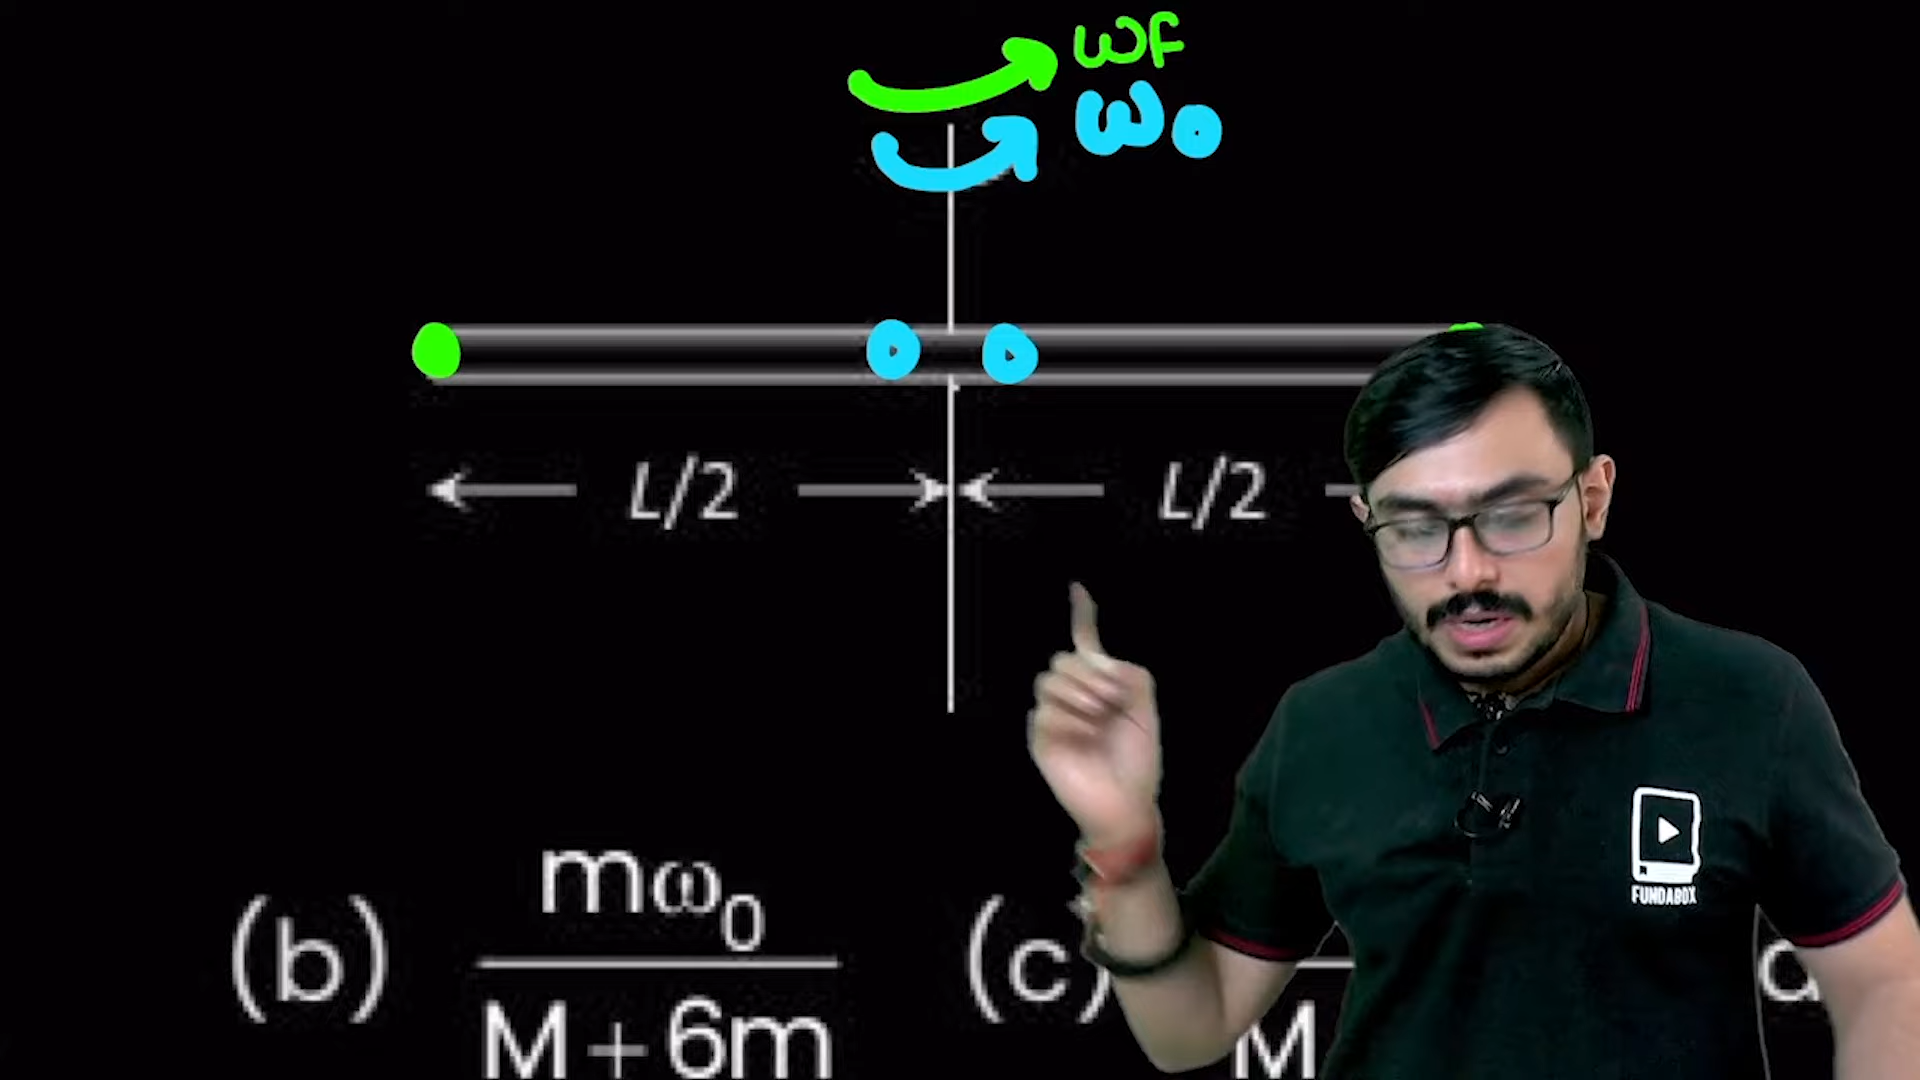 ωF
ω0
L/2 L/2
(b) mω0 (c)
M + 6m M
FUNDABOX